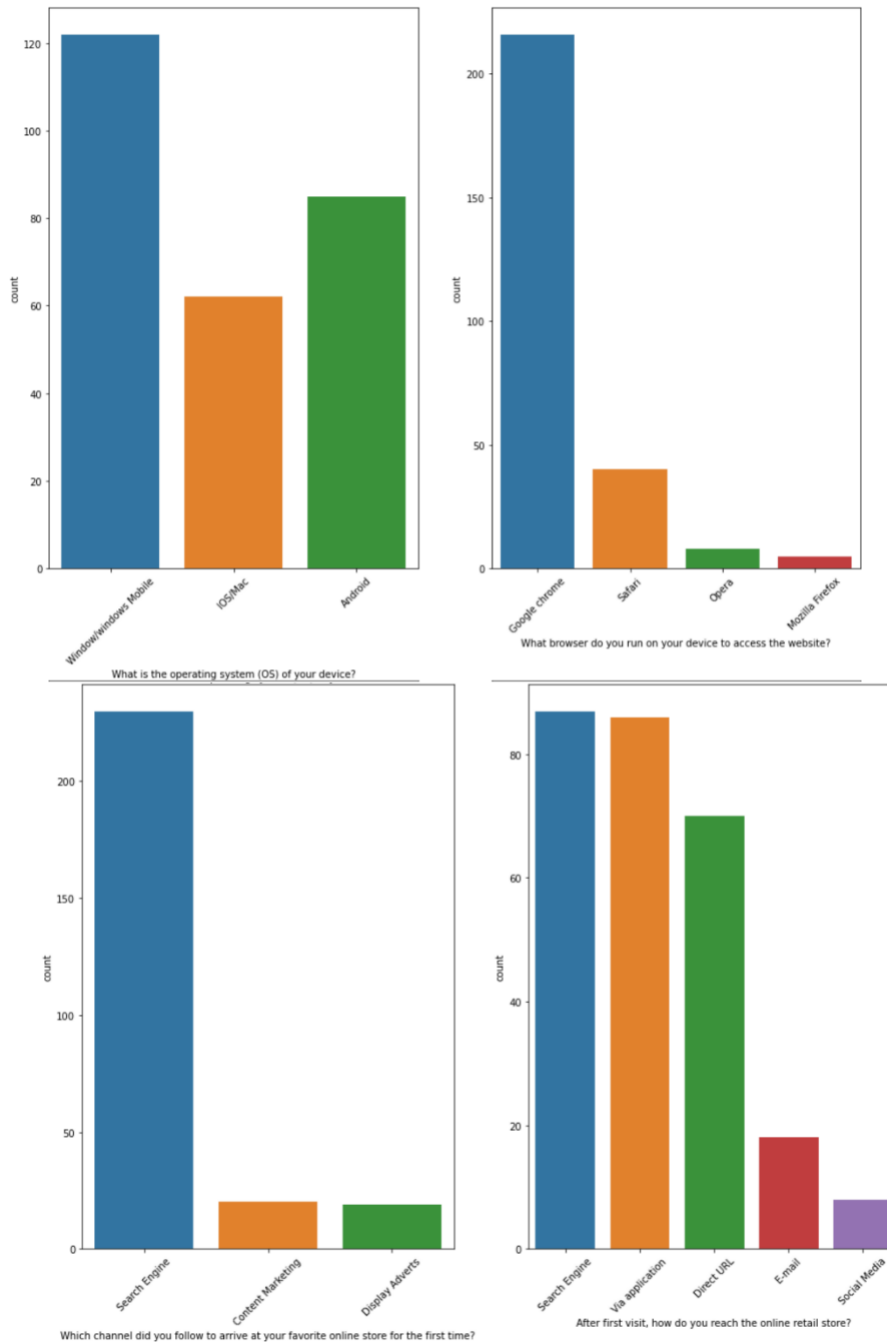 120
100
80
60
40
20
0
count
Window/windows Mobile
IOS/Mac
Android
What is the operating system (OS) of your device?
200
150
100
50
0
count
Google chrome
Safari
Opera
Mozilla Firefox
What browser do you run on your device to access the website?
200
150
100
50
0
count
Search Engine
Content Marketing
Display Adverts
Which channel did you follow to arrive at your favorite online store for the first time?
80
60
40
20
0
count
Search Engine
Via application
Direct URL
E-mail
Social Media
After first visit, how do you reach the online retail store?